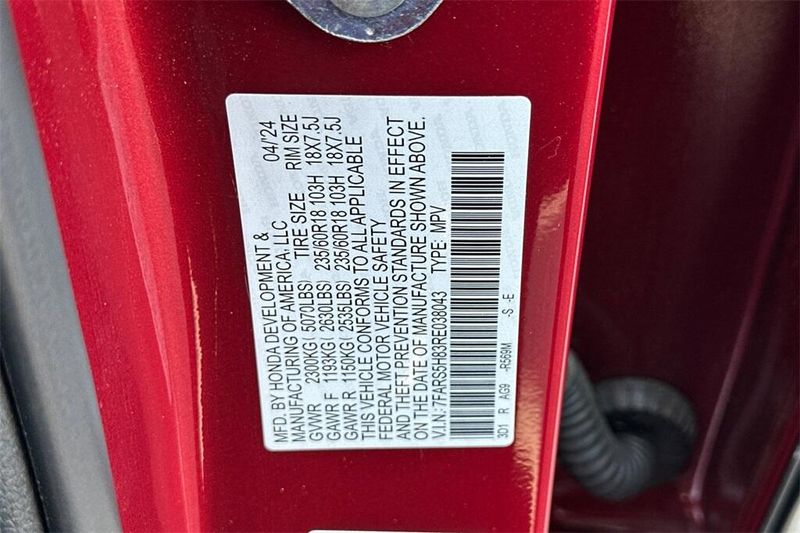 MFD. BY HONDA DEVELOPMENT & 04/24
MANUFACTURING OF AMERICA, LLC
TIRE SIZE RIM SIZE
GVWR 2300KG( 5070LBS)
GAWR F 1193KG( 2630LBS) 235/60R18 103H 18X7.5J
GAWR R 1150KG( 2535LBS) 235/60R18 103H 18X7.5J
THIS VEHICLE CONFORMS TO ALL APPLICABLE
FEDERAL MOTOR VEHICLE SAFETY
AND THEFT PREVENTION STANDARDS IN EFFECT
ON THE DATE OF MANUFACTURE SHOWN ABOVE.
V.I.N.: 7FARS5H83RE038043 TYPE: MPV
3D1 R AG9 -R569M -S -E